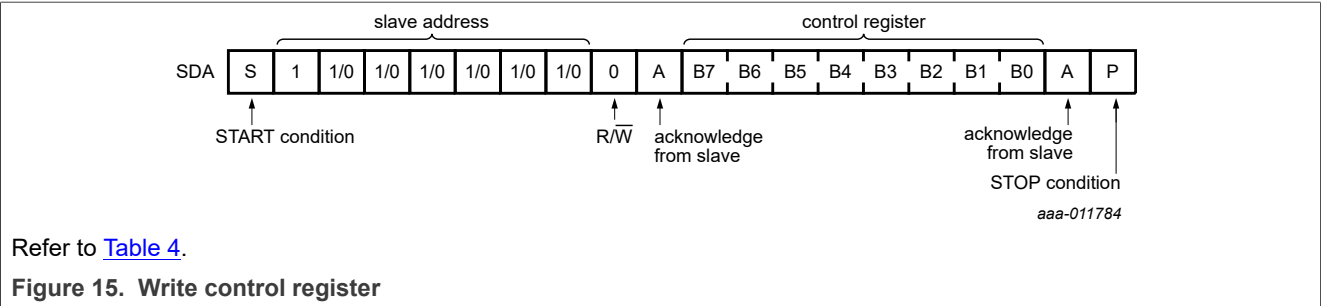 slave address control register
SDA S 1 1/0 1/0 1/0 1/0 1/0 1/0 0 A B7 B6 B5 B4 B3 B2 B1 B0 A P
START condition R/W̅ acknowledge from slave acknowledge from slave
STOP condition
aaa-011784
Refer to Table 4.
Figure 15. Write control register